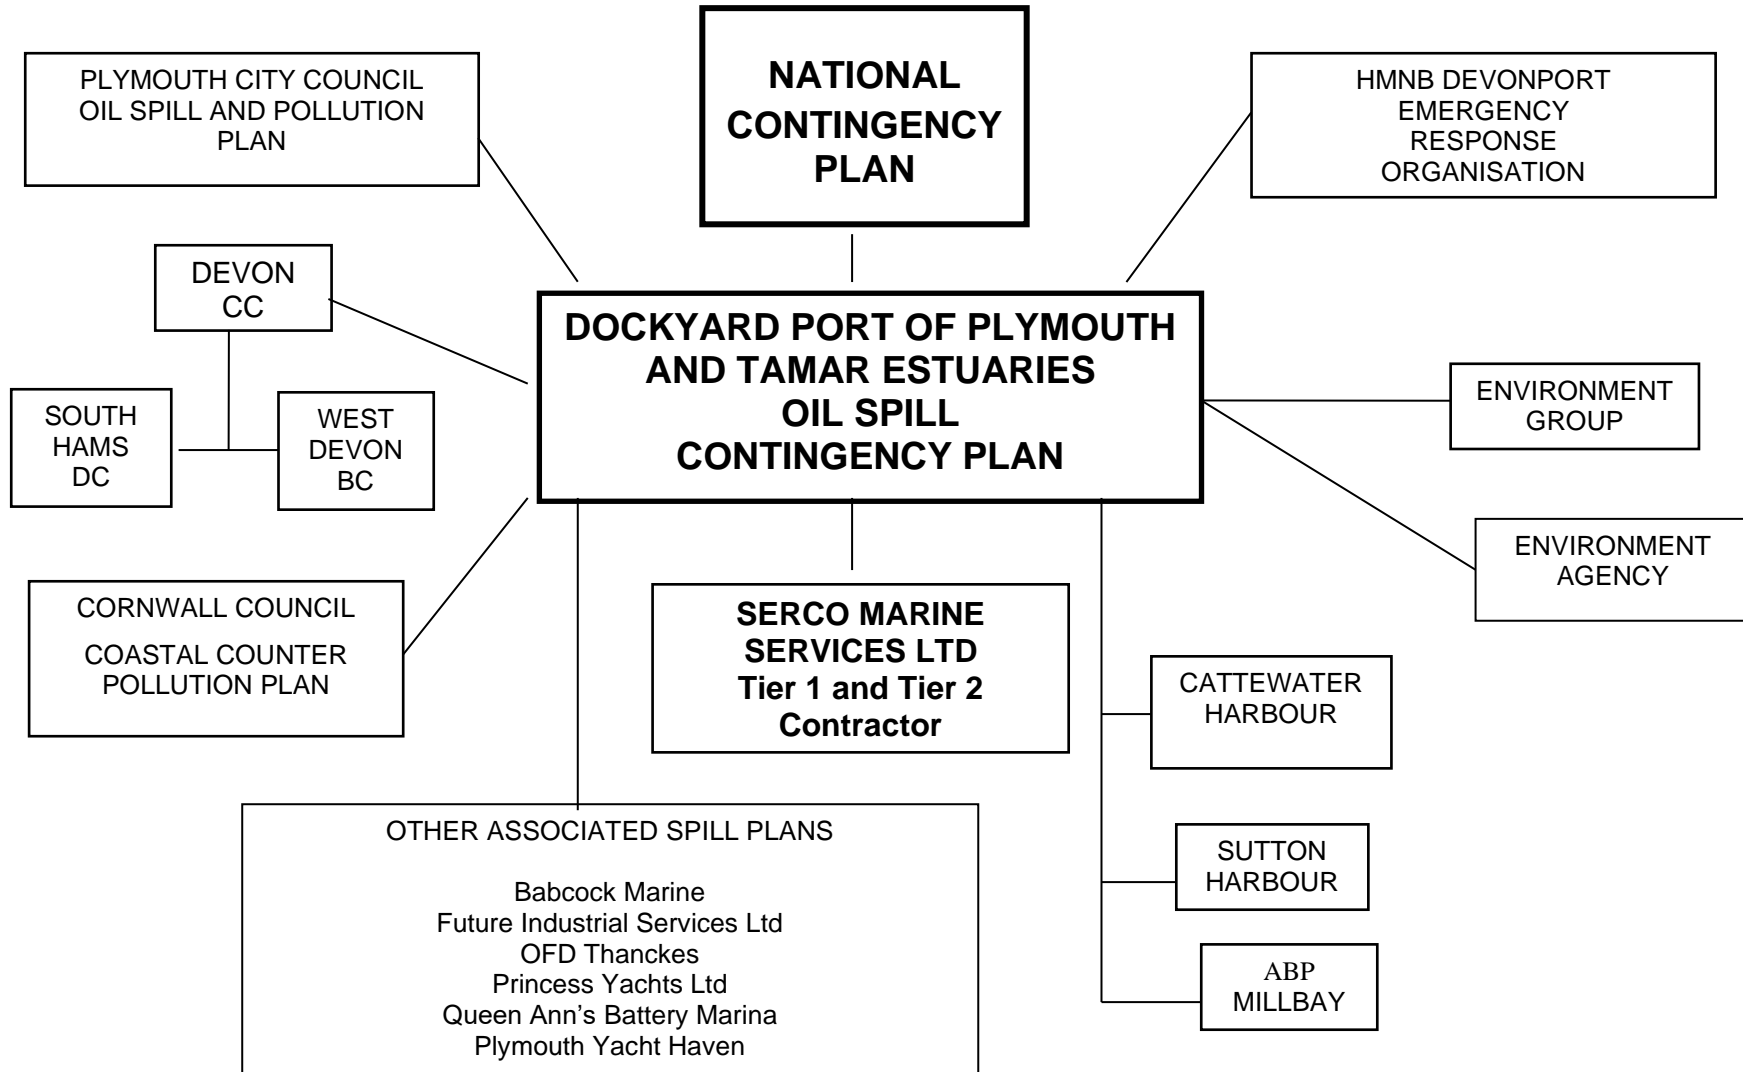 PLYMOUTH CITY COUNCIL
OIL SPILL AND POLLUTION
PLAN
NATIONAL
CONTINGENCY
PLAN
HMNB DEVONPORT
EMERGENCY
RESPONSE
ORGANISATION
DEVON
CC
SOUTH
HAMS
DC
WEST
DEVON
BC
DOCKYARD PORT OF PLYMOUTH
AND TAMAR ESTUARIES
OIL SPILL
CONTINGENCY PLAN
ENVIRONMENT
GROUP
ENVIRONMENT
AGENCY
CORNWALL COUNCIL
COASTAL COUNTER
POLLUTION PLAN
SERCO MARINE
SERVICES LTD
Tier 1 and Tier 2
Contractor
CATTEWATER
HARBOUR
SUTTON
HARBOUR
ABP
MILLBAY
OTHER ASSOCIATED SPILL PLANS
Babcock Marine
Future Industrial Services Ltd
OFD Thanckes
Princess Yachts Ltd
Queen Ann's Battery Marina
Plymouth Yacht Haven